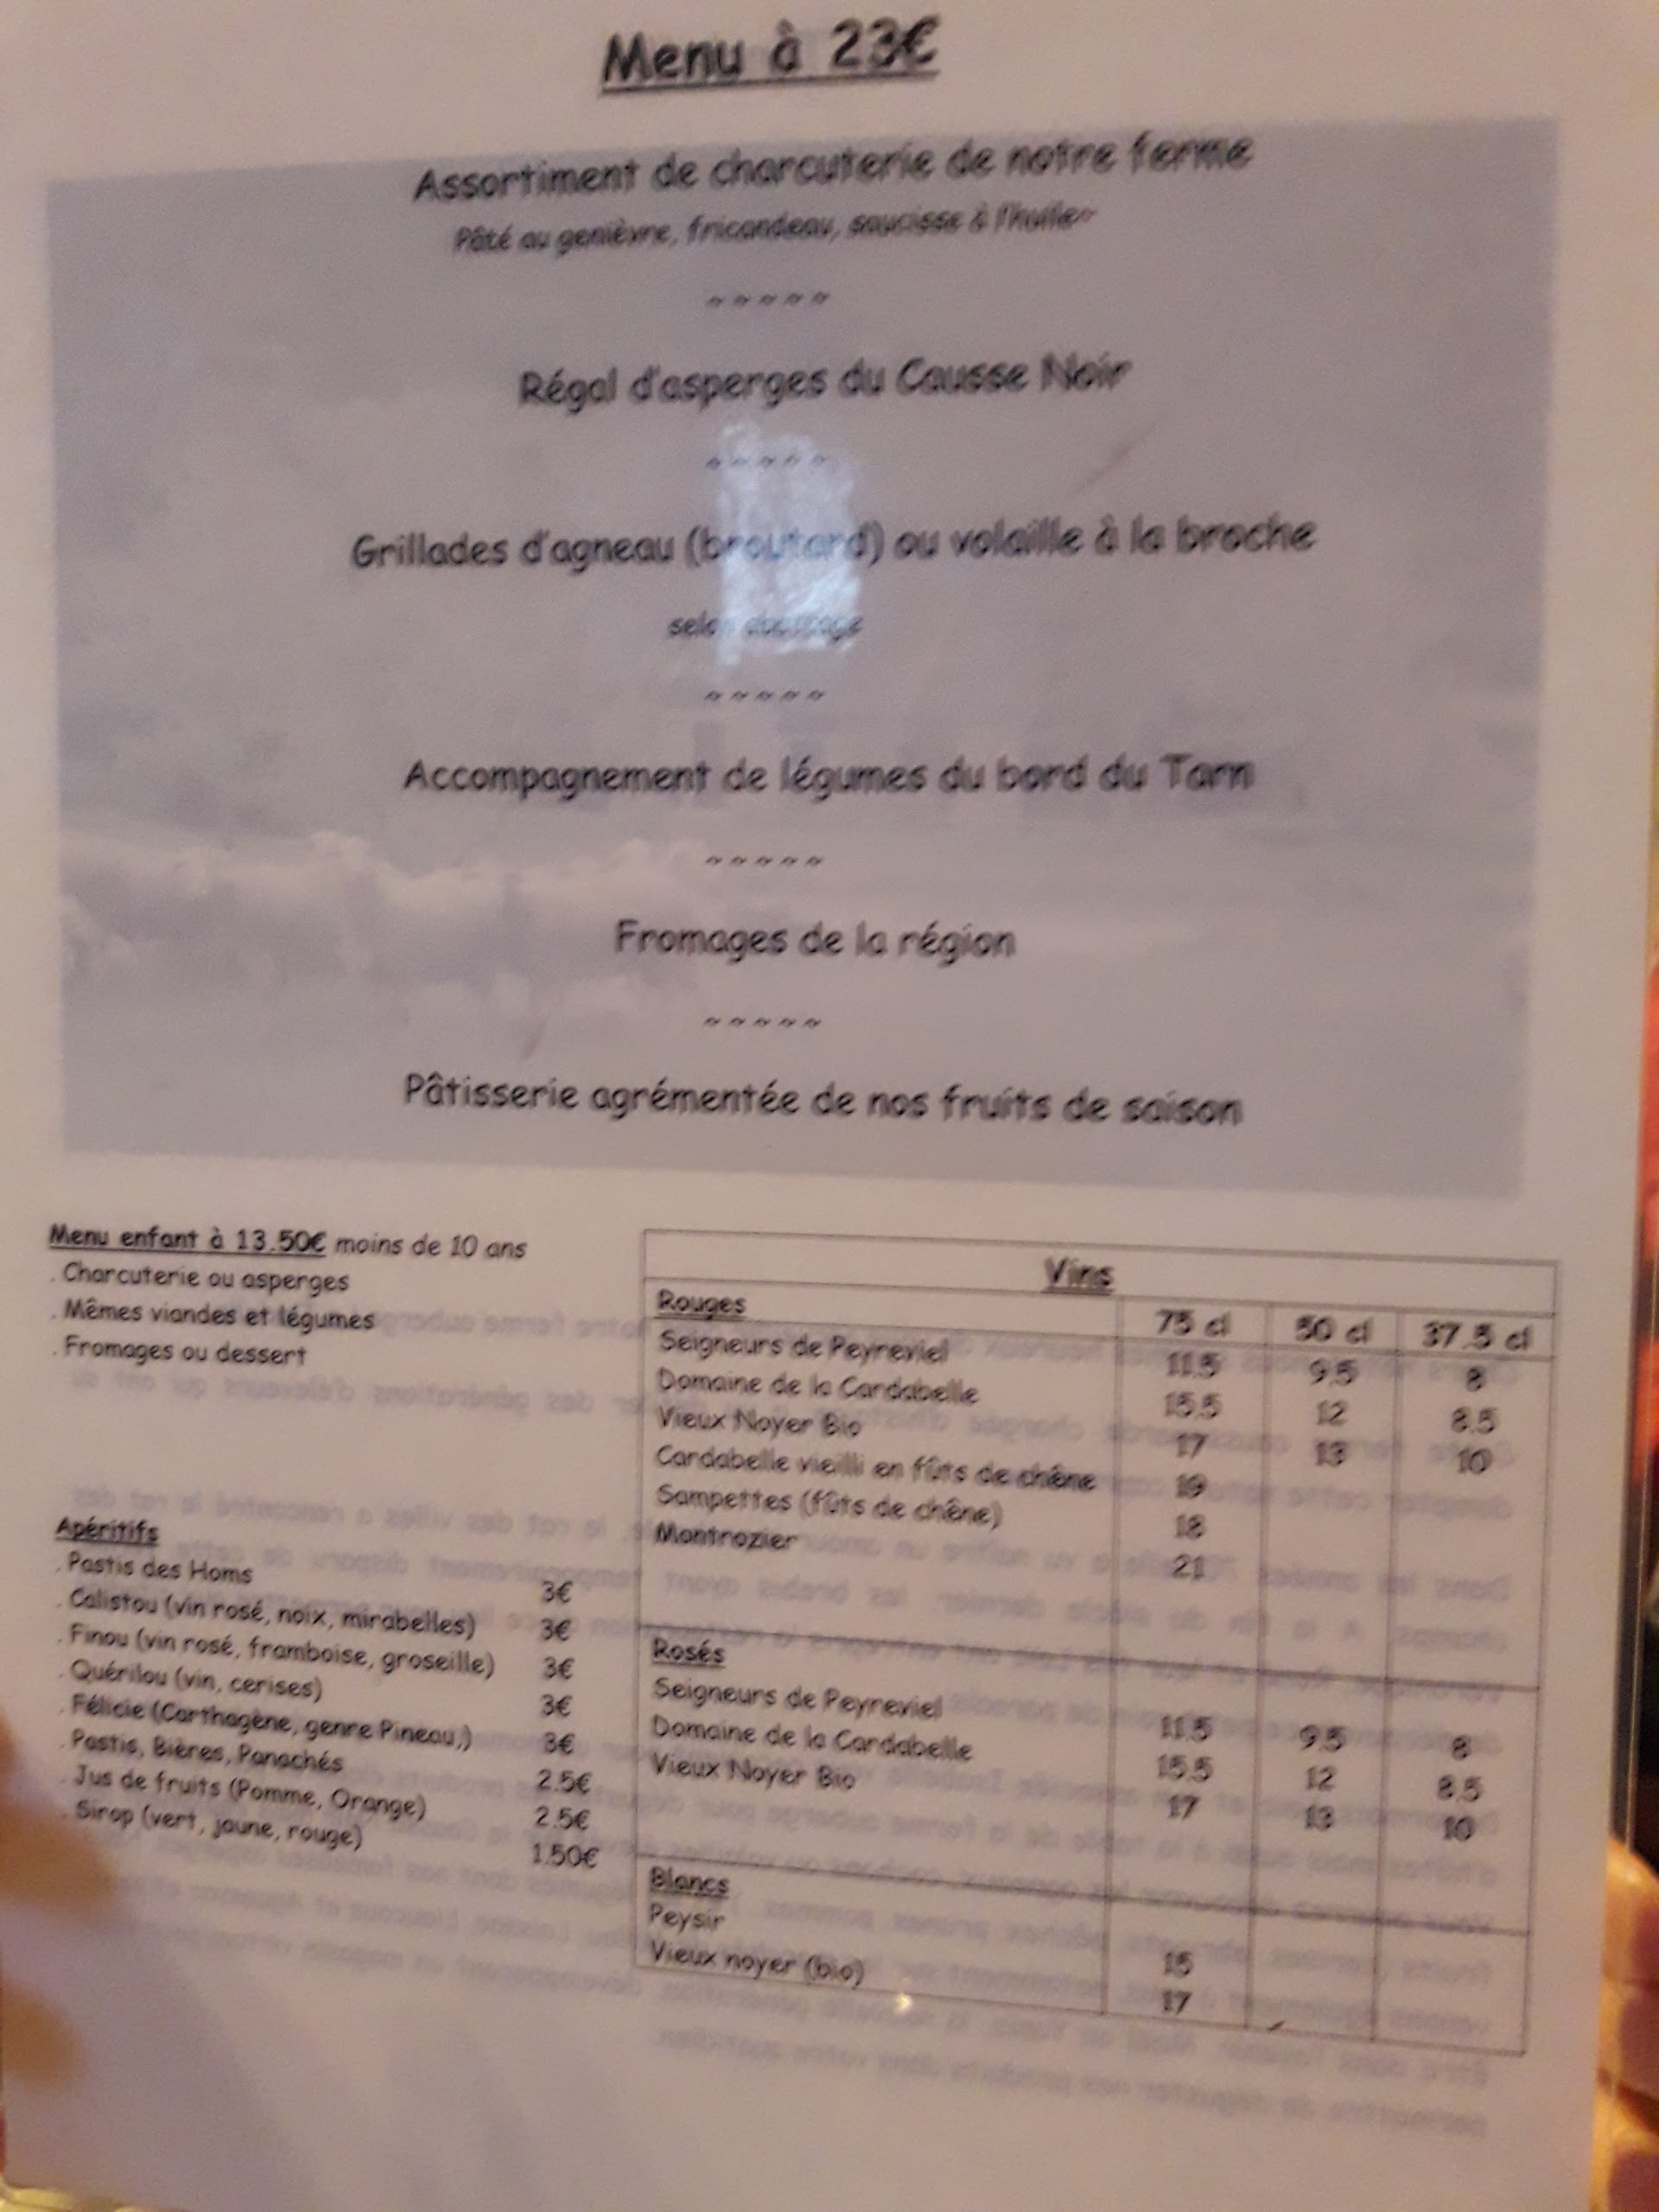 Menu à 23€
Assortiment de charcuterie de notre ferme
Pâté au genièvre, fricandeau, saucisse à l'huile
~~~~~
Régal d'asperges du Causse Noir
~~~~~
Grillades d'agneau (broutard) ou volaille à la broche
selon abattage
~~~~~
Accompagnement de légumes du bord du Tarn
~~~~~
Fromages de la région
~~~~~
Pâtisserie agrémentée de nos fruits de saison
Menu enfant à 13.50€ moins de 10 ans
. Charcuterie ou asperges
. Mêmes viandes et légumes
. Fromages ou dessert
Apéritifs
. Pastis des Homs 3€
. Calistou (vin rosé, noix, mirabelles) 3€
. Finou (vin rosé, framboise, groseille) 3€
. Quérilou (vin, cerises) 3€
. Félicie (Carthagène, genre Pineau,) 3€
. Pastis, Bières, Panachés 2.5€
. Jus de fruits (Pomme, Orange) 2.5€
. Sirop (vert, jaune, rouge) 1.50€
Vins
Rouges 75 cl 50 cl 37.5 cl
Seigneurs de Peyreviel 11.5 9.5 8
Domaine de la Cardabelle 15.5 12 8.5
Vieux Noyer Bio 17 13 10
Cardabelle vieilli en fûts de chêne 19
Sampettes (fûts de chêne) 18
Montrozier 21
Rosés
Seigneurs de Peyreviel 11.5 9.5 8
Domaine de la Cardabelle 15.5 12 8.5
Vieux Noyer Bio 17 13 10
Blancs
Peysir 15
Vieux noyer (bio) 17